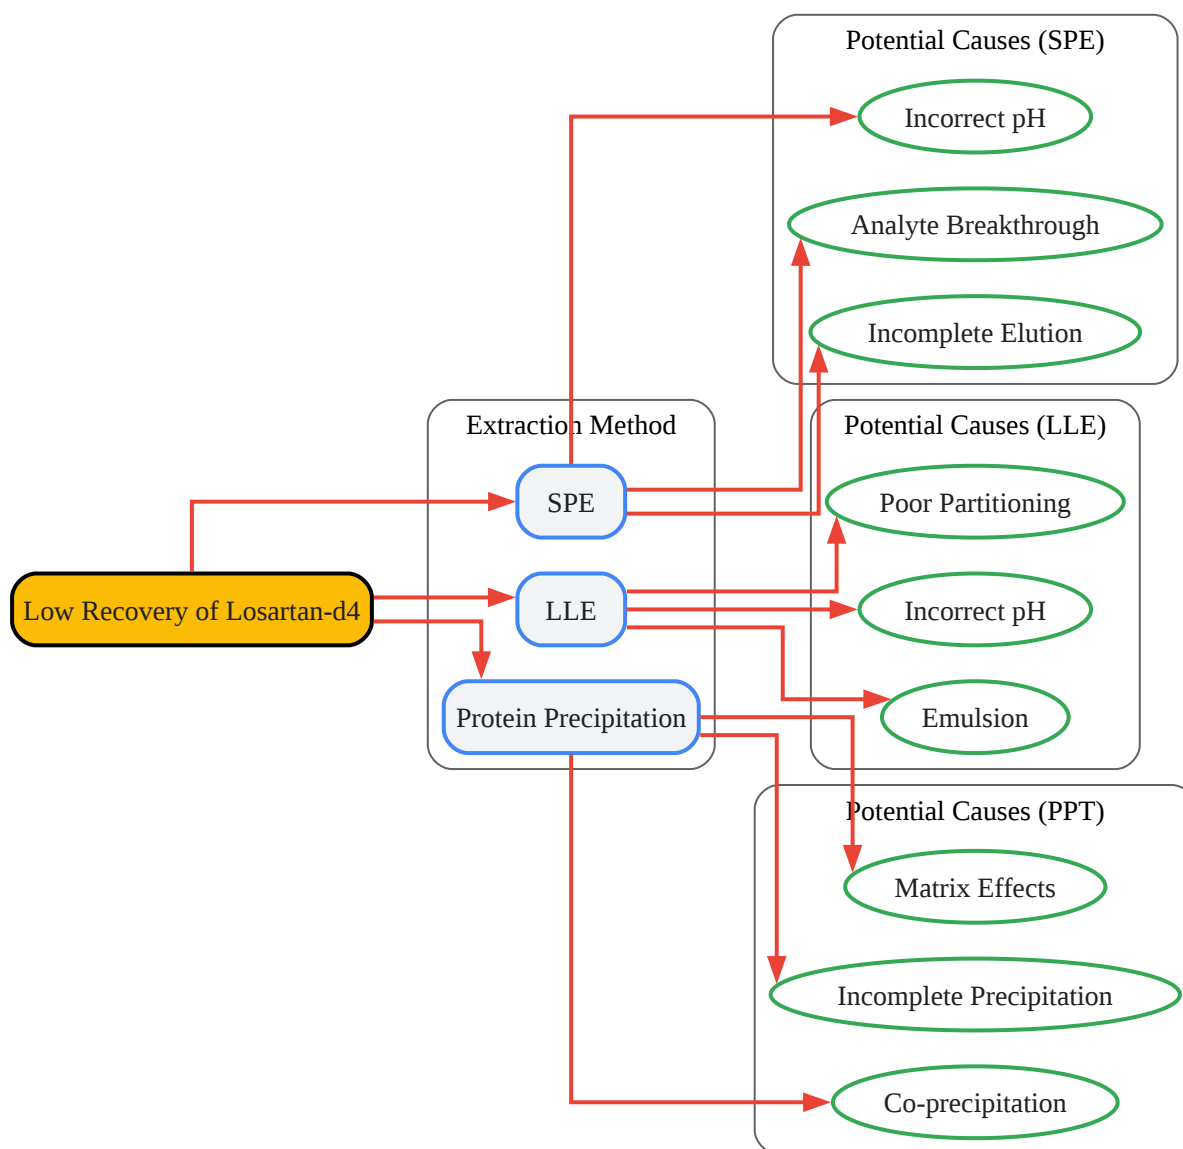 Potential Causes (SPE)
Incorrect pH
Analyte Breakthrough
Incomplete Elution
Extraction Method
SPE
LLE
Protein Precipitation
Low Recovery of Losartan-d4
Potential Causes (LLE)
Poor Partitioning
Incorrect pH
Emulsion
Potential Causes (PPT)
Matrix Effects
Incomplete Precipitation
Co-precipitation